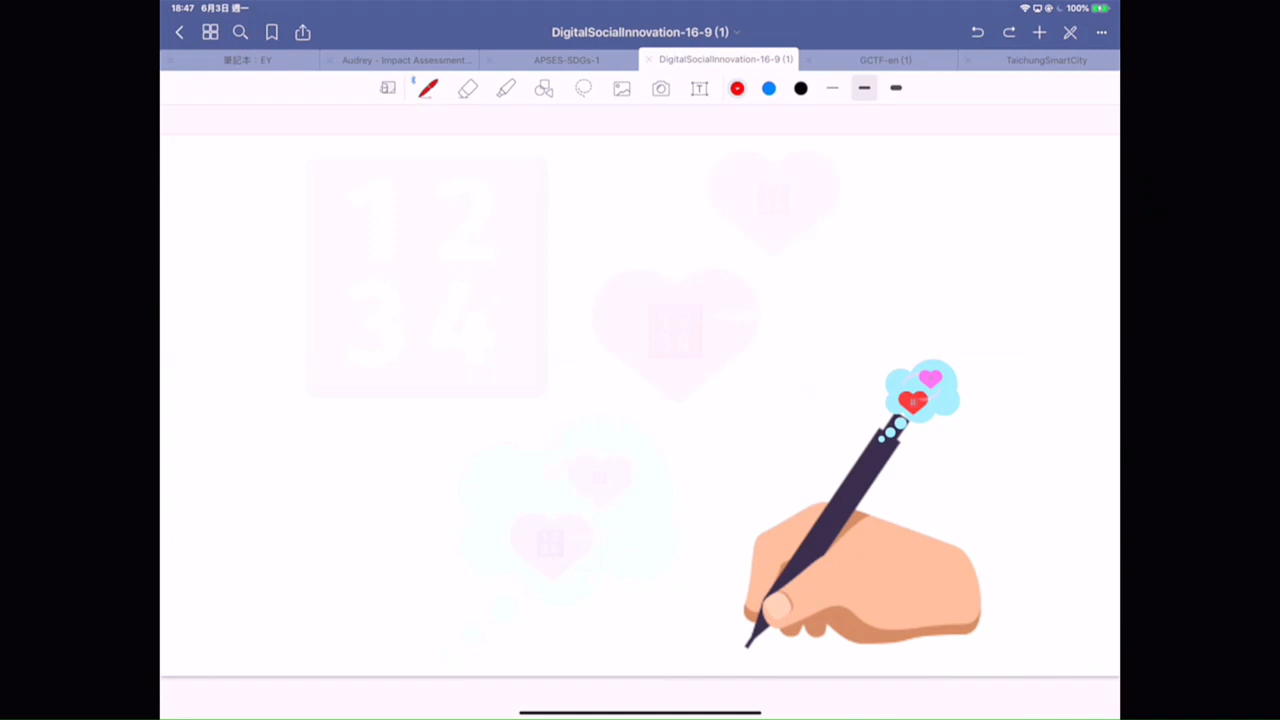 18:47 6月3日 週一
100%
DigitalSocialInnovation-16-9 (1)
筆記本：EY
Audrey - Impact Assessment...
APSES-SDGs-1
DigitalSocialInnovation-16-9 (1)
GCTF-en (1)
TaichungSmartCity
T
1 2
3 4